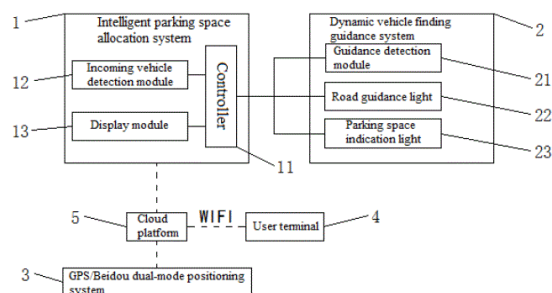 1
Intelligent parking space
allocation system
12
Incoming vehicle
detection module
13
Display module
Controller
11
2
Dynamic vehicle finding
guidance system
Guidance detection
module
21
Road guidance light
22
Parking space
indication light
23
5
Cloud
platform
WIFI
User terminal
4
3
GPS/Beidou dual-mode positioning
system